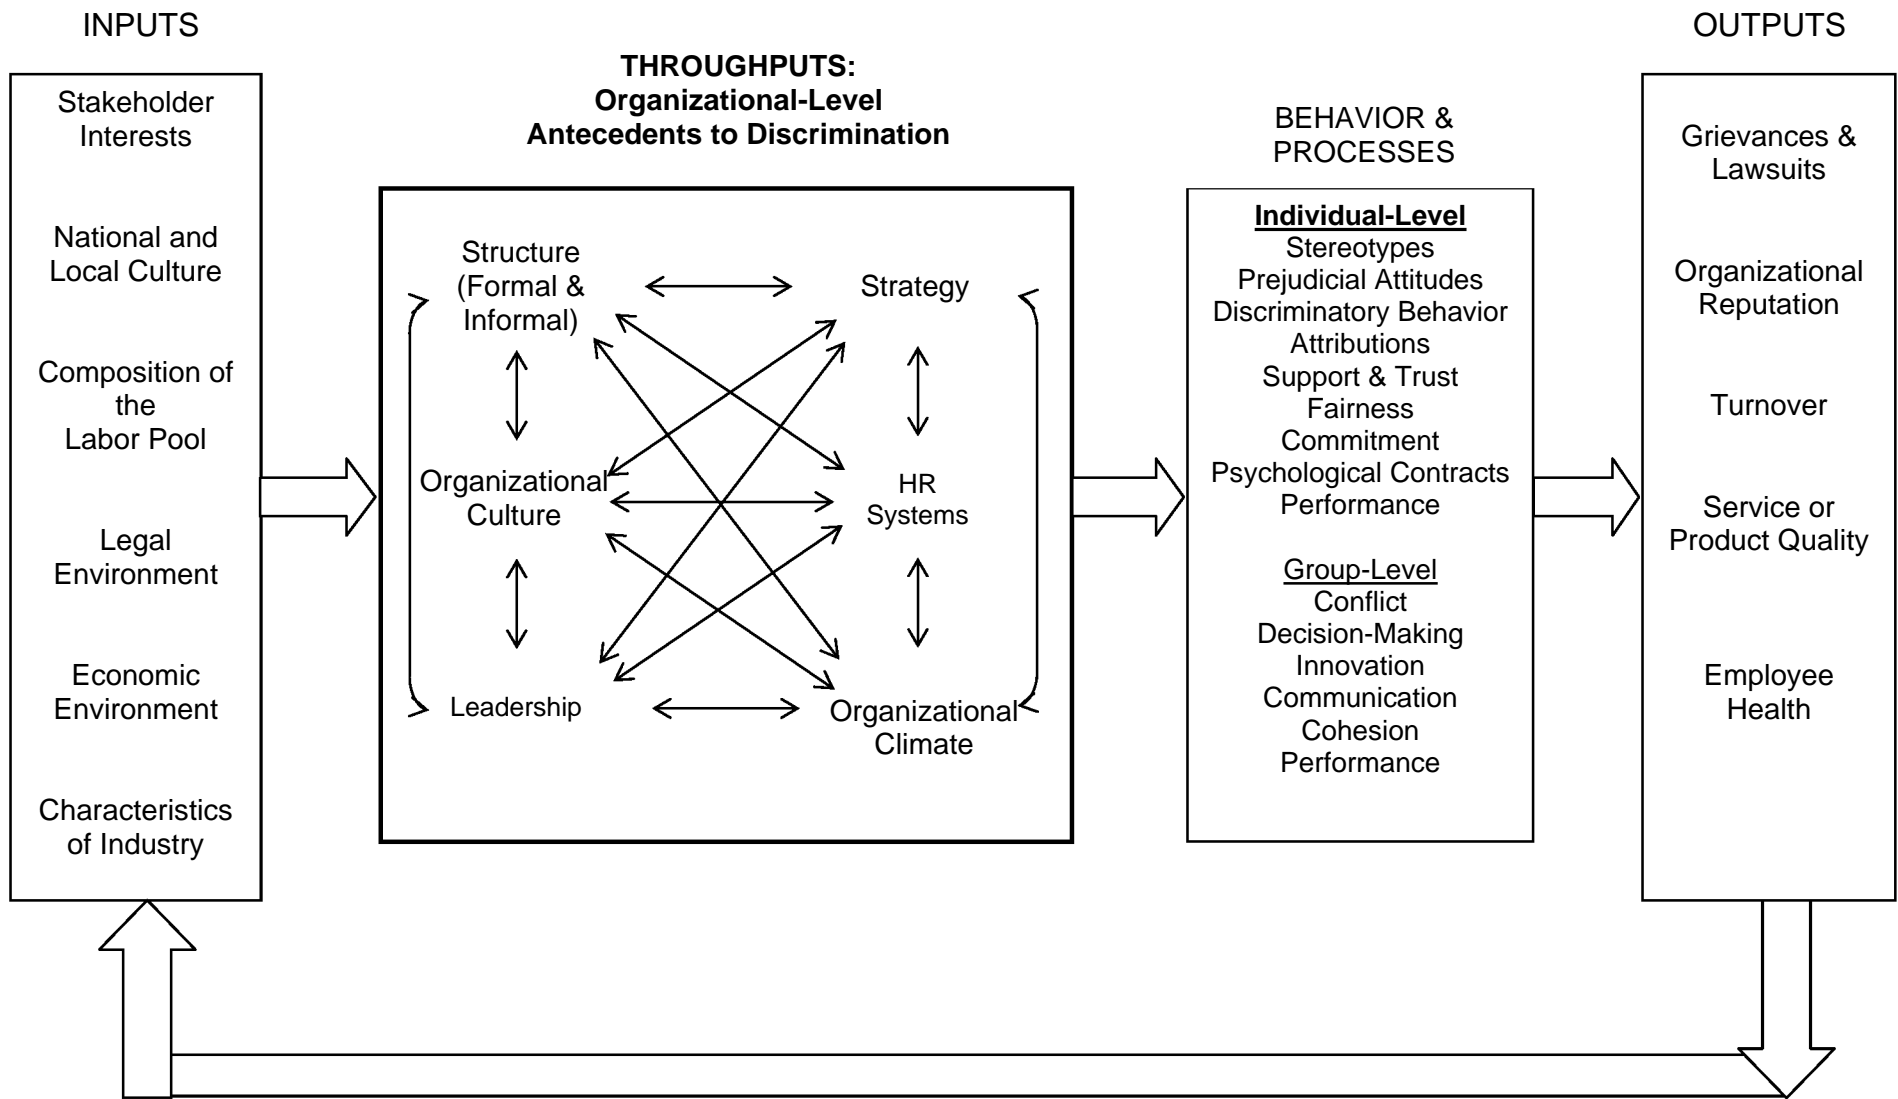 INPUTS
Stakeholder
Interests
National and
Local Culture
Composition of
the
Labor Pool
Legal
Environment
Economic
Environment
Characteristics
of Industry
THROUGHPUTS:
Organizational-Level
Antecedents to Discrimination
Structure
(Formal &
Informal)
Strategy
Organizational
Culture
HR
Systems
Leadership
Organizational
Climate
BEHAVIOR &
PROCESSES
Individual-Level
Stereotypes
Prejudicial Attitudes
Discriminatory Behavior
Attributions
Support & Trust
Fairness
Commitment
Psychological Contracts
Performance
Group-Level
Conflict
Decision-Making
Innovation
Communication
Cohesion
Performance
OUTPUTS
Grievances &
Lawsuits
Organizational
Reputation
Turnover
Service or
Product Quality
Employee
Health